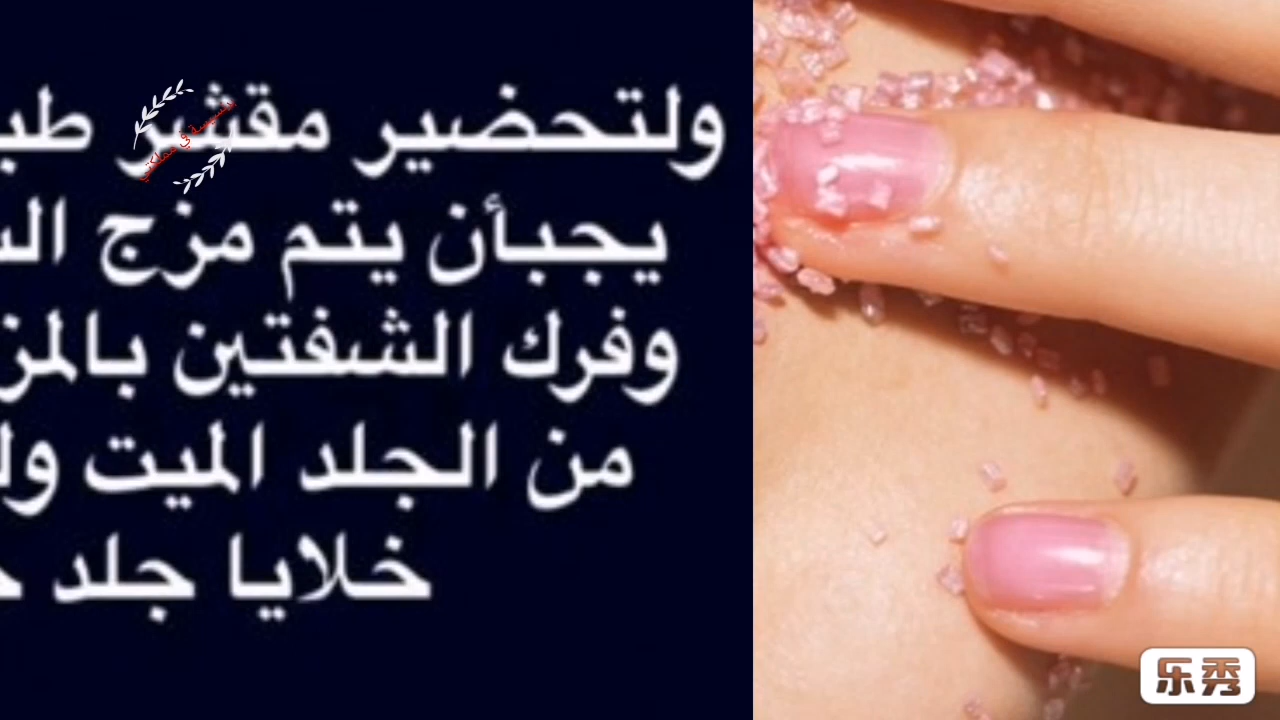 ولتحضير مقشر
يجبأن يتم مزج
وفرك الشفتين
من الجلد الميت
خلايا جلد
乐秀